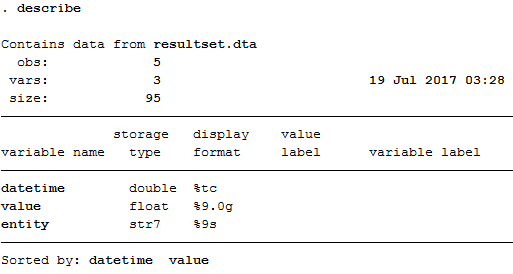 . describe
Contains data from resultset.dta
obs: 5
vars: 3 19 Jul 2017 03:28
size: 95
storage display value
variable name type format label variable label
datetime double %tc
value float %9.0g
entity str7 %9s
Sorted by: datetime value